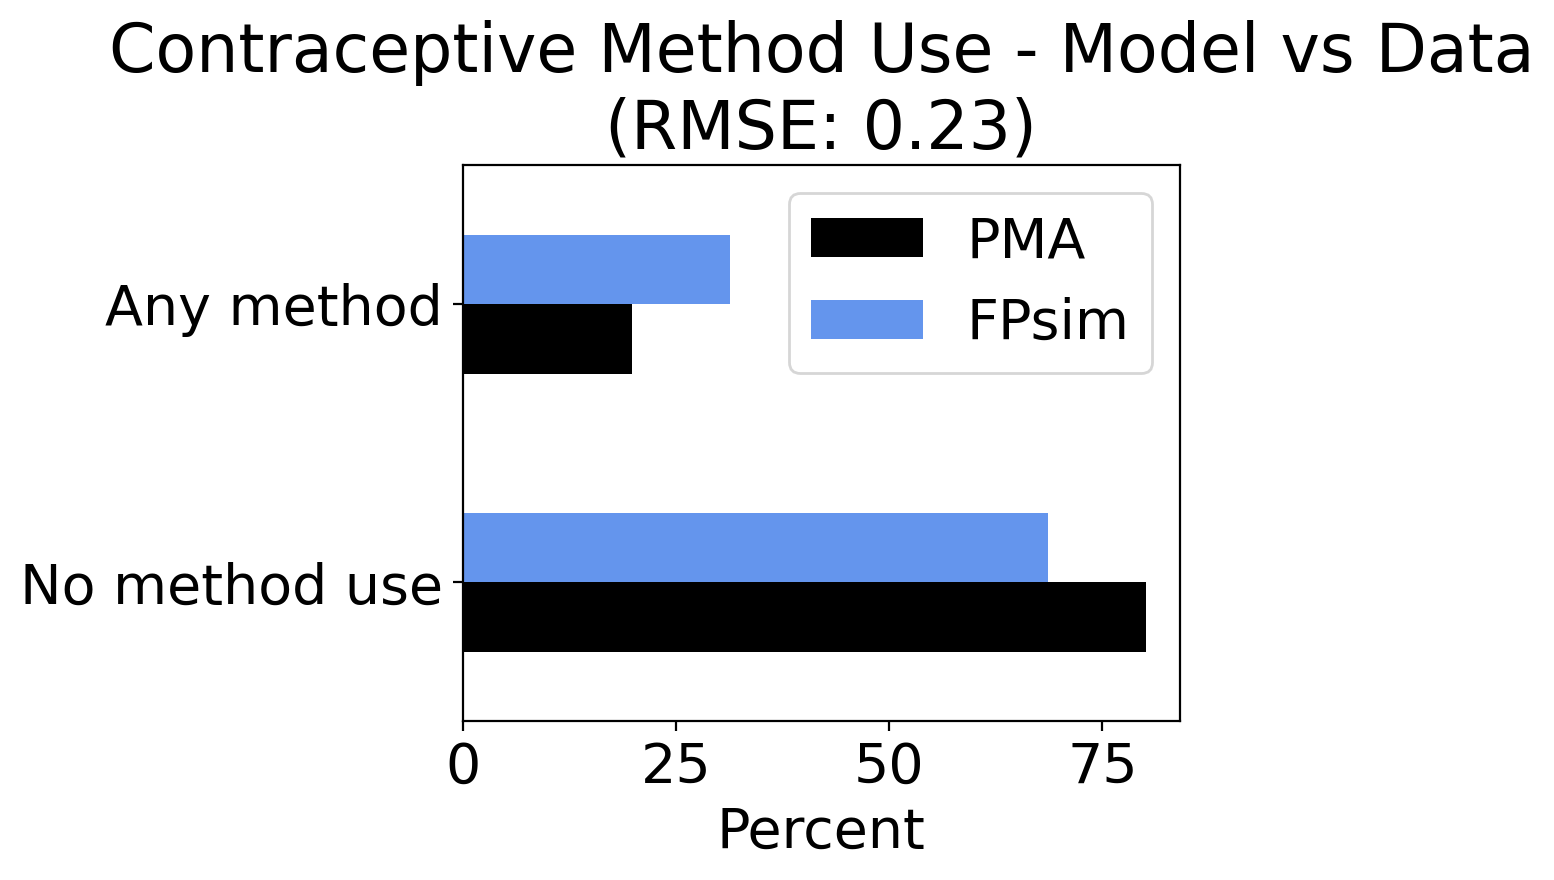 Contraceptive Method Use - Model vs Data
(RMSE: 0.23)
PMA
FPsim
Any method
No method use
0 25 50 75
Percent